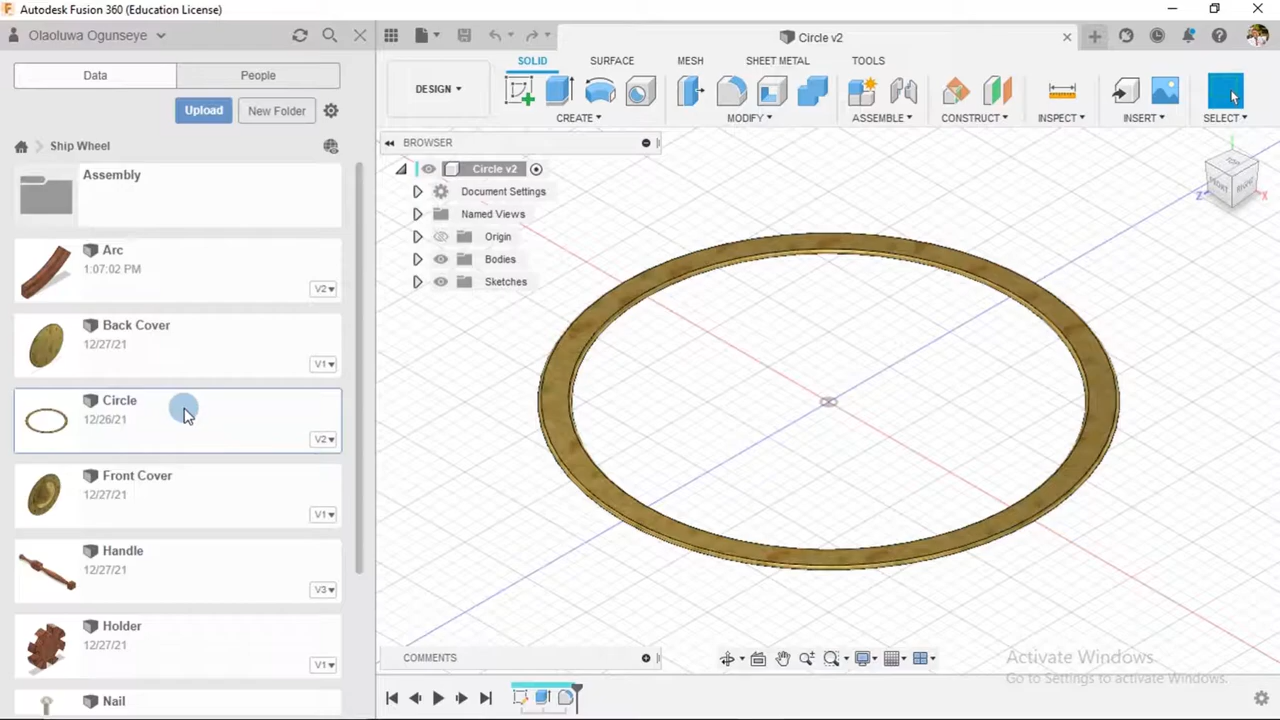 Autodesk Fusion 360 (Education License)
Olaoluwa Ogunseye
Circle v2
Data
People
SOLID
SURFACE
MESH
SHEET METAL
TOOLS
DESIGN
Upload
New Folder
CREATE
MODIFY
ASSEMBLE
CONSTRUCT
INSPECT
INSERT
SELECT
Ship Wheel
BROWSER
Assembly
Circle v2
Document Settings
Named Views
Origin
Bodies
Sketches
TOP
FRONT
RIGHT
Z
X
Arc
1:07:02 PM
V2
Back Cover
12/27/21
V1
Circle
12/26/21
V2
Front Cover
12/27/21
V1
Handle
12/27/21
V3
Holder
12/27/21
V1
Nail
COMMENTS
Activate Windows
Go to Settings to activate Windows.